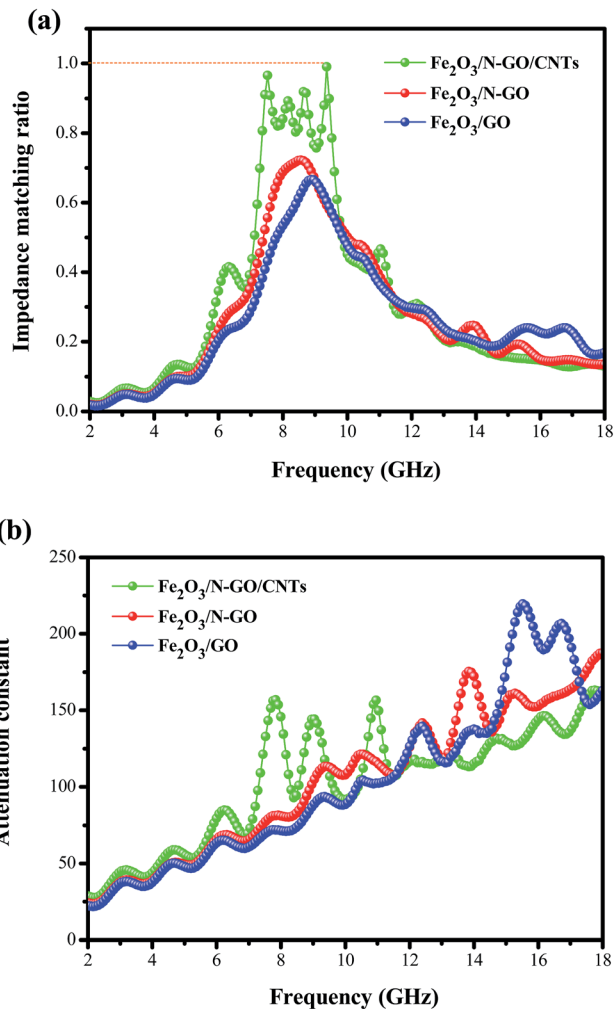 (a)
Impedance matching ratio
1.0
0.8
0.6
0.4
0.2
0.0
Fe₂O₃/N-GO/CNTs
Fe₂O₃/N-GO
Fe₂O₃/GO
2 4 6 8 10 12 14 16 18
Frequency (GHz)
(b)
Attenuation constant
250
200
150
100
50
0
Fe₂O₃/N-GO/CNTs
Fe₂O₃/N-GO
Fe₂O₃/GO
2 4 6 8 10 12 14 16 18
Frequency (GHz)